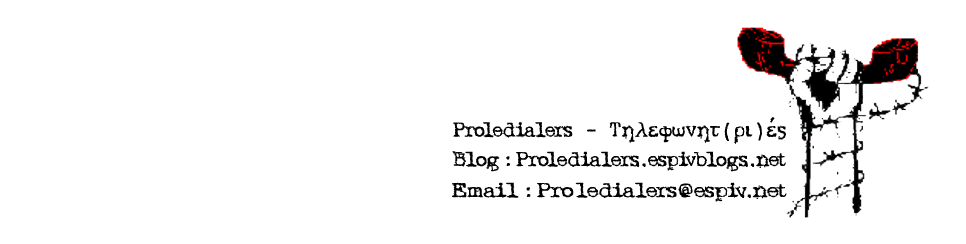 Proledialers - Τηλεφωνητ(ρι)ές
Blog : Proledialers.espivblogs.net
Email : Proledialers@espiv.net